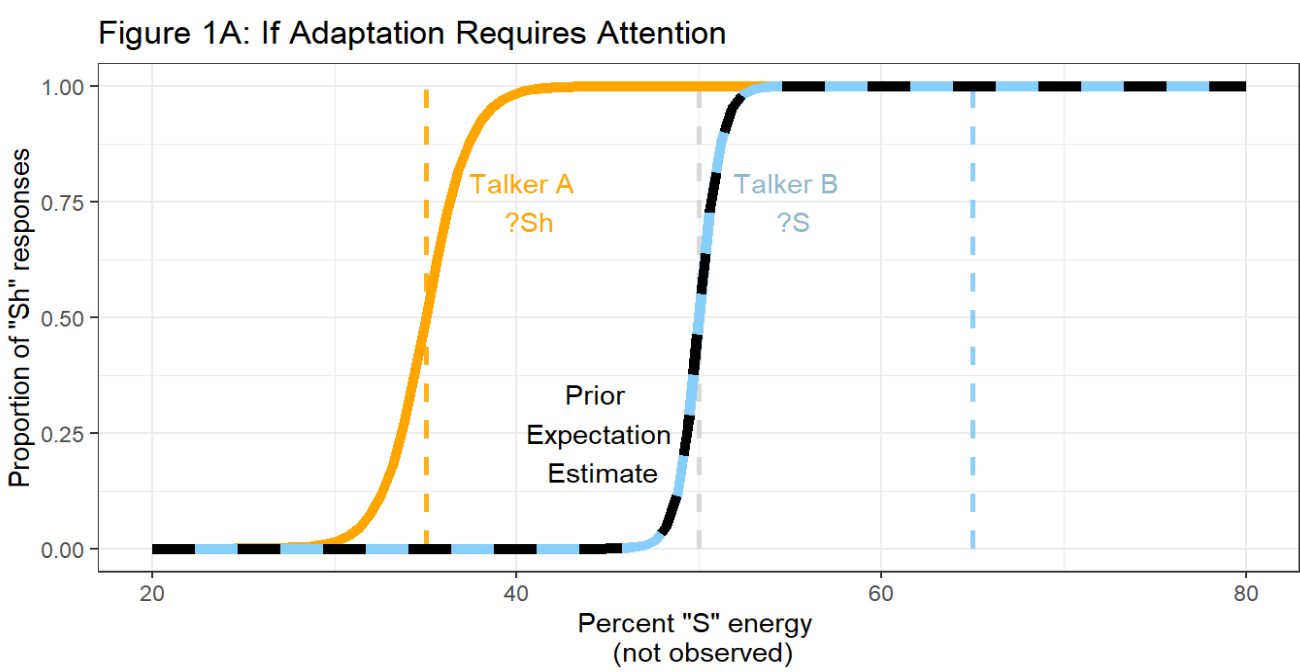 Figure 1A: If Adaptation Requires Attention
Proportion of "Sh" responses
1.00
0.75
0.50
0.25
0.00
Talker A
?Sh
Talker B
?S
Prior
Expectation
Estimate
20
40
60
80
Percent "S" energy
(not observed)